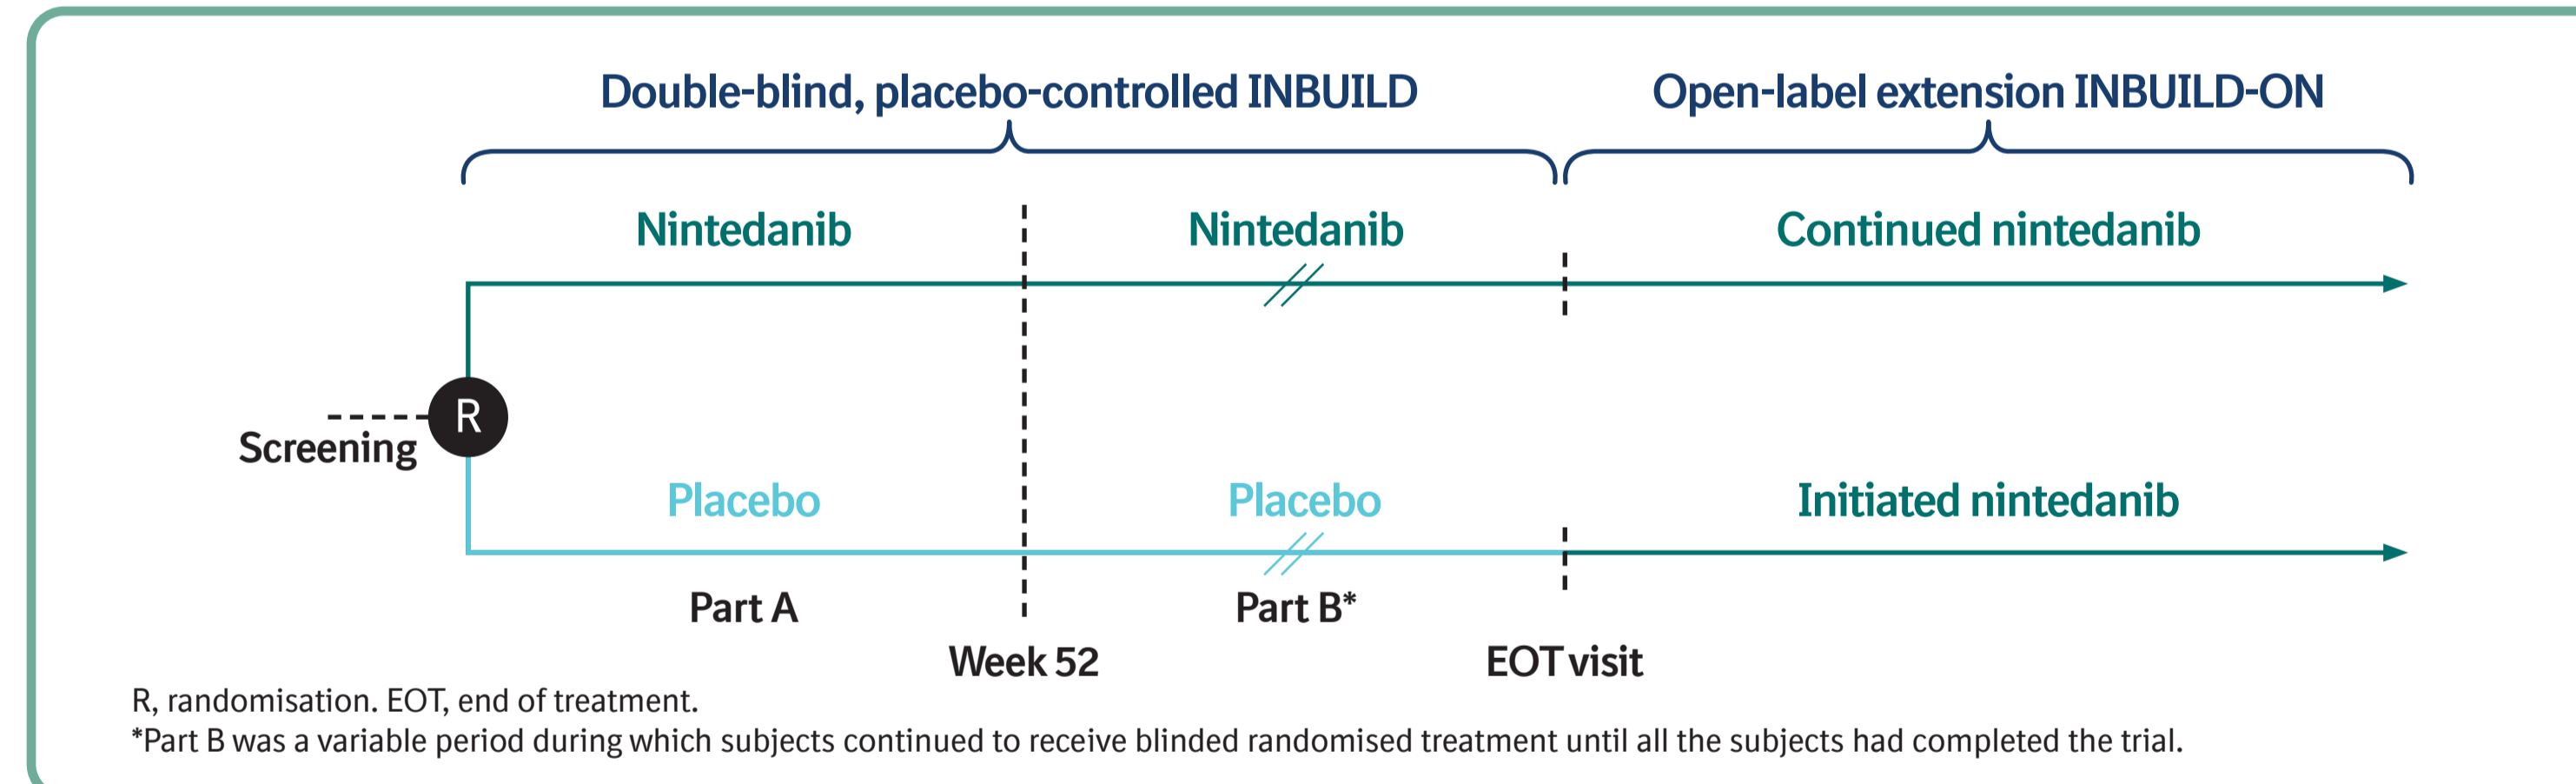 Double-blind, placebo-controlled INBUILD
Open-label extension INBUILD-ON
Nintedanib
Nintedanib
Continued nintedanib
R
Screening
Placebo
Placebo
Initiated nintedanib
Part A
Part B*
Week 52
EOT visit
R, randomisation. EOT, end of treatment.
*Part B was a variable period during which subjects continued to receive blinded randomised treatment until all the subjects had completed the trial.